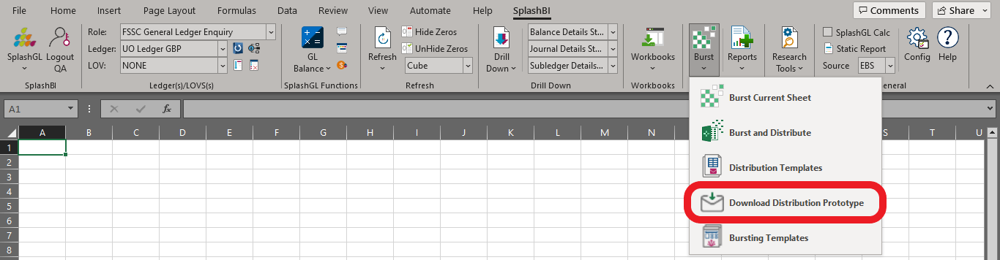 File Home Insert Page Layout Formulas Data Review View Automate Help SplashBI Comments Share
Role: FSSC General Ledger Enquiry
Ledger: UO Ledger GBP
LOV: NONE
SplashGL
Logout QA
GL Balance
Refresh
Hide Zeros
UnHide Zeros
Cube
Drill Down
Balance Details St...
Journal Details St...
Subledger Details...
Workbooks
Burst
Reports
Research Tools
SplashGL Calc
Static Report
Source EBS
Config
Help
SplashBI Ledger(s)/LOVS(s) SplashGL Functions Refresh Drill Down Workbooks General
A1 fx
A B C D E F G H I J K L M N S T U
1
2
3
4
5
6
7
8
Burst Current Sheet
Burst and Distribute
Distribution Templates
Download Distribution Prototype
Bursting Templates